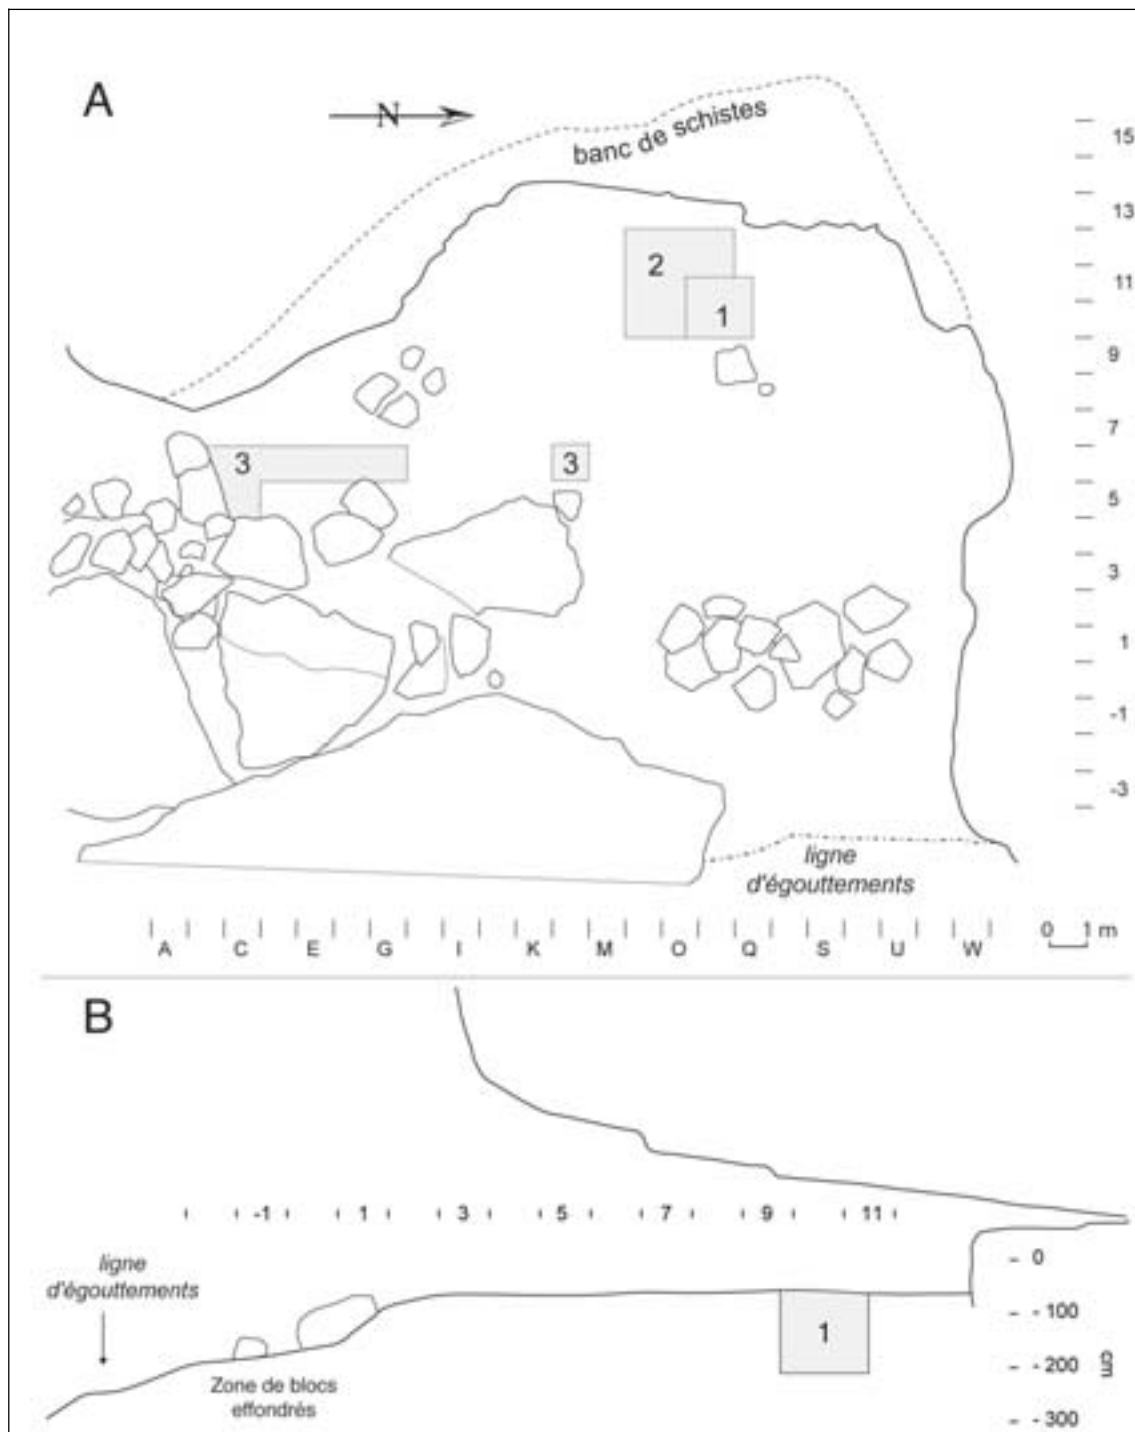 A
N
banc de schistes
15
13
2
11
1
9
7
3
3
5
3
1
-1
-3
ligne
d'égouttements
A C E G I K M O Q S U W
0 1 m
B
-1 1 3 5 7 9 11
ligne
d'égouttements
0
- 100
1
- 200
cm
- 300
Zone de blocs
effondrés